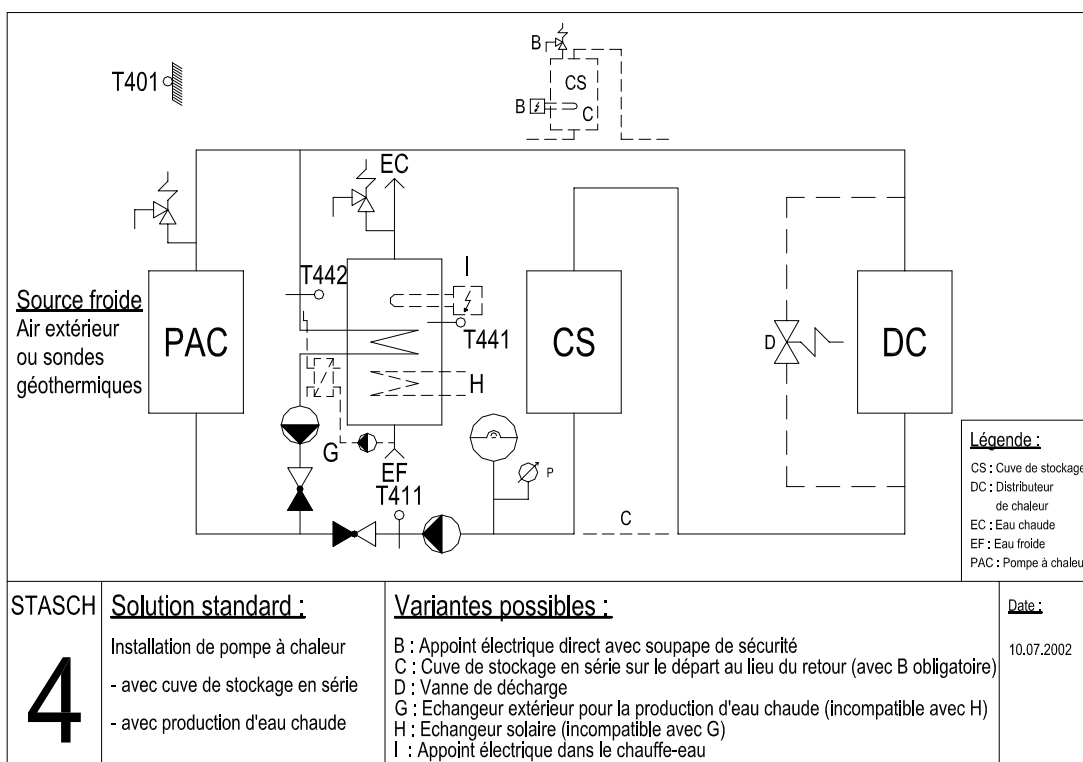 B
CS
T401
B
C
EC
T442
I
Source froide
Air extérieur
ou sondes
géothermiques
PAC
T441
CS
D
DC
H
G
EF
P
T411
C
Légende :
CS : Cuve de stockage
DC : Distributeur
de chaleur
EC : Eau chaude
EF : Eau froide
PAC : Pompe à chaleur
STASCH
4
Solution standard :
Installation de pompe à chaleur
- avec cuve de stockage en série
- avec production d'eau chaude
Variantes possibles :
B : Appoint électrique direct avec soupape de sécurité
C : Cuve de stockage en série sur le départ au lieu du retour (avec B obligatoire)
D : Vanne de décharge
G : Echangeur extérieur pour la production d'eau chaude (incompatible avec H)
H : Echangeur solaire (incompatible avec G)
I : Appoint électrique dans le chauffe-eau
Date :
10.07.2002